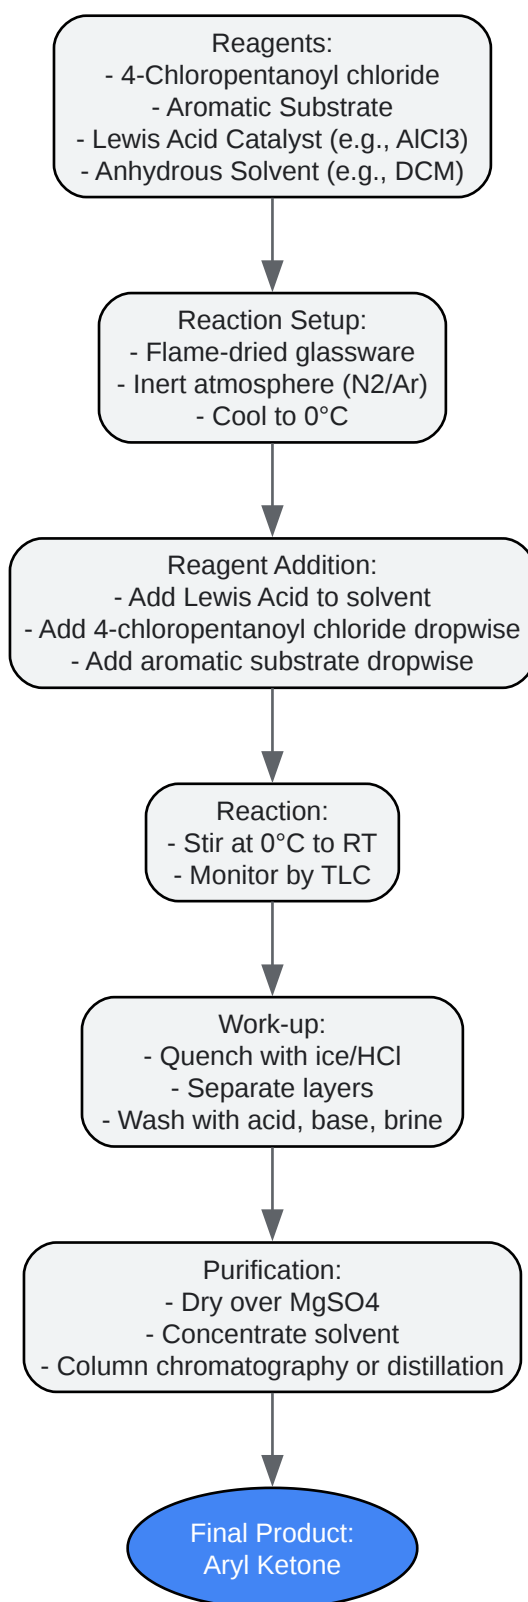 Reagents:
- 4-Chloropentanoyl chloride
- Aromatic Substrate
- Lewis Acid Catalyst (e.g., AlCl3)
- Anhydrous Solvent (e.g., DCM)
Reaction Setup:
- Flame-dried glassware
- Inert atmosphere (N2/Ar)
- Cool to 0°C
Reagent Addition:
- Add Lewis Acid to solvent
- Add 4-chloropentanoyl chloride dropwise
- Add aromatic substrate dropwise
Reaction:
- Stir at 0°C to RT
- Monitor by TLC
Work-up:
- Quench with ice/HCl
- Separate layers
- Wash with acid, base, brine
Purification:
- Dry over MgSO4
- Concentrate solvent
- Column chromatography or distillation
Final Product:
Aryl Ketone